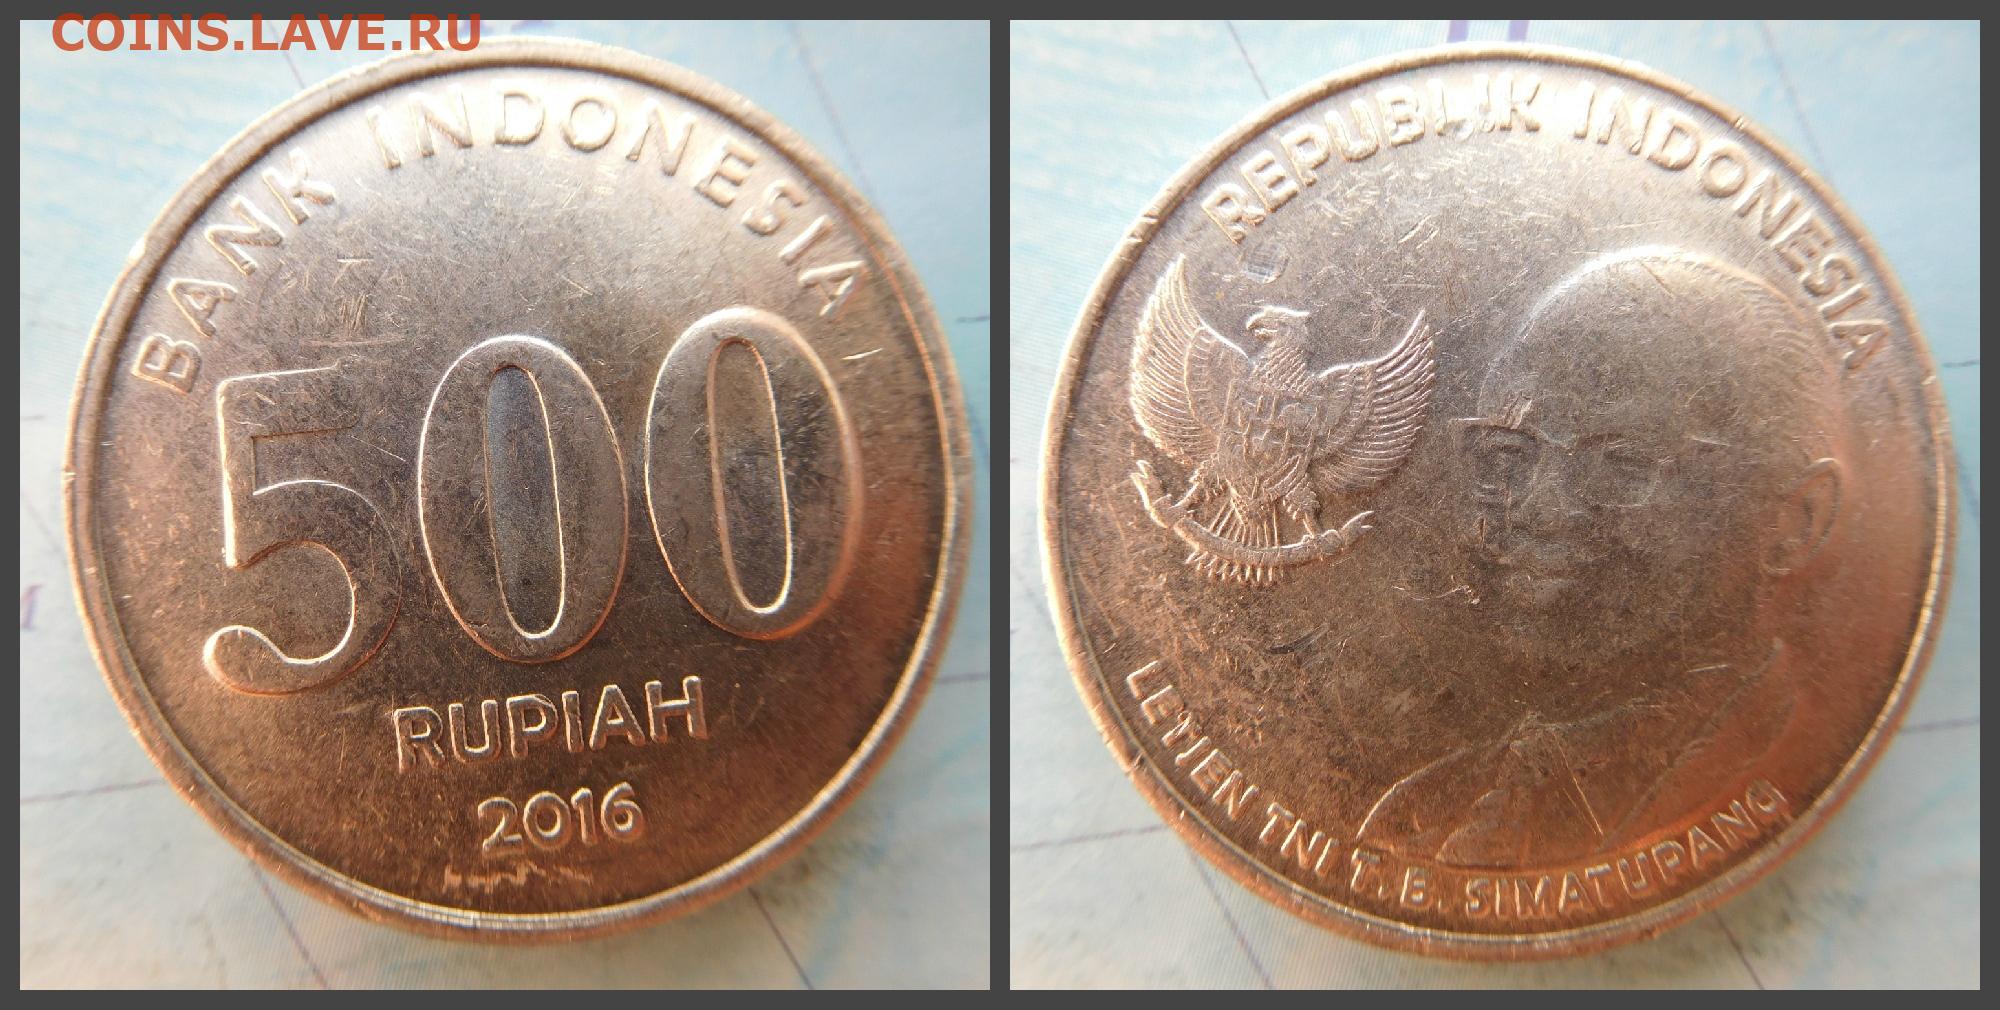 COINS.LAVE.RU
BANK INDONESIA
500
RUPIAH
2016
REPUBLIK INDONESIA
LETJEN TNI T. B. SIMATUPANG